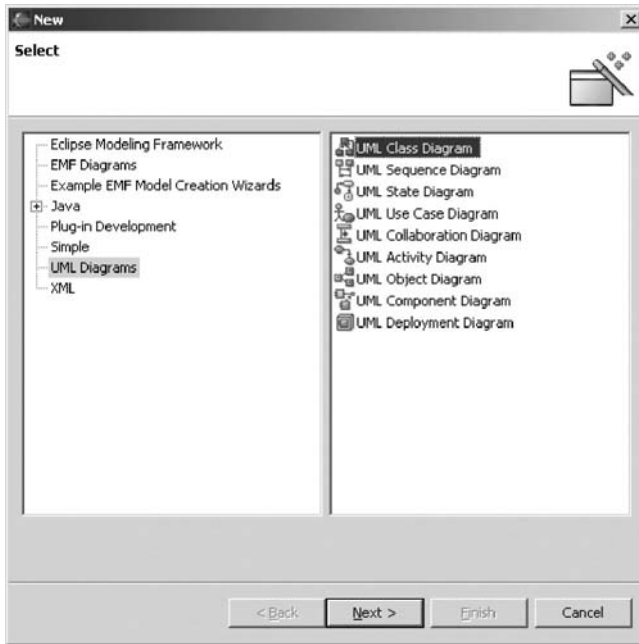 New
Select
Eclipse Modeling Framework
EMF Diagrams
Example EMF Model Creation Wizards
Java
Plug-in Development
Simple
UML Diagrams
XML
UML Class Diagram
UML Sequence Diagram
UML State Diagram
UML Use Case Diagram
UML Collaboration Diagram
UML Activity Diagram
UML Object Diagram
UML Component Diagram
UML Deployment Diagram
< Back Next > Finish Cancel